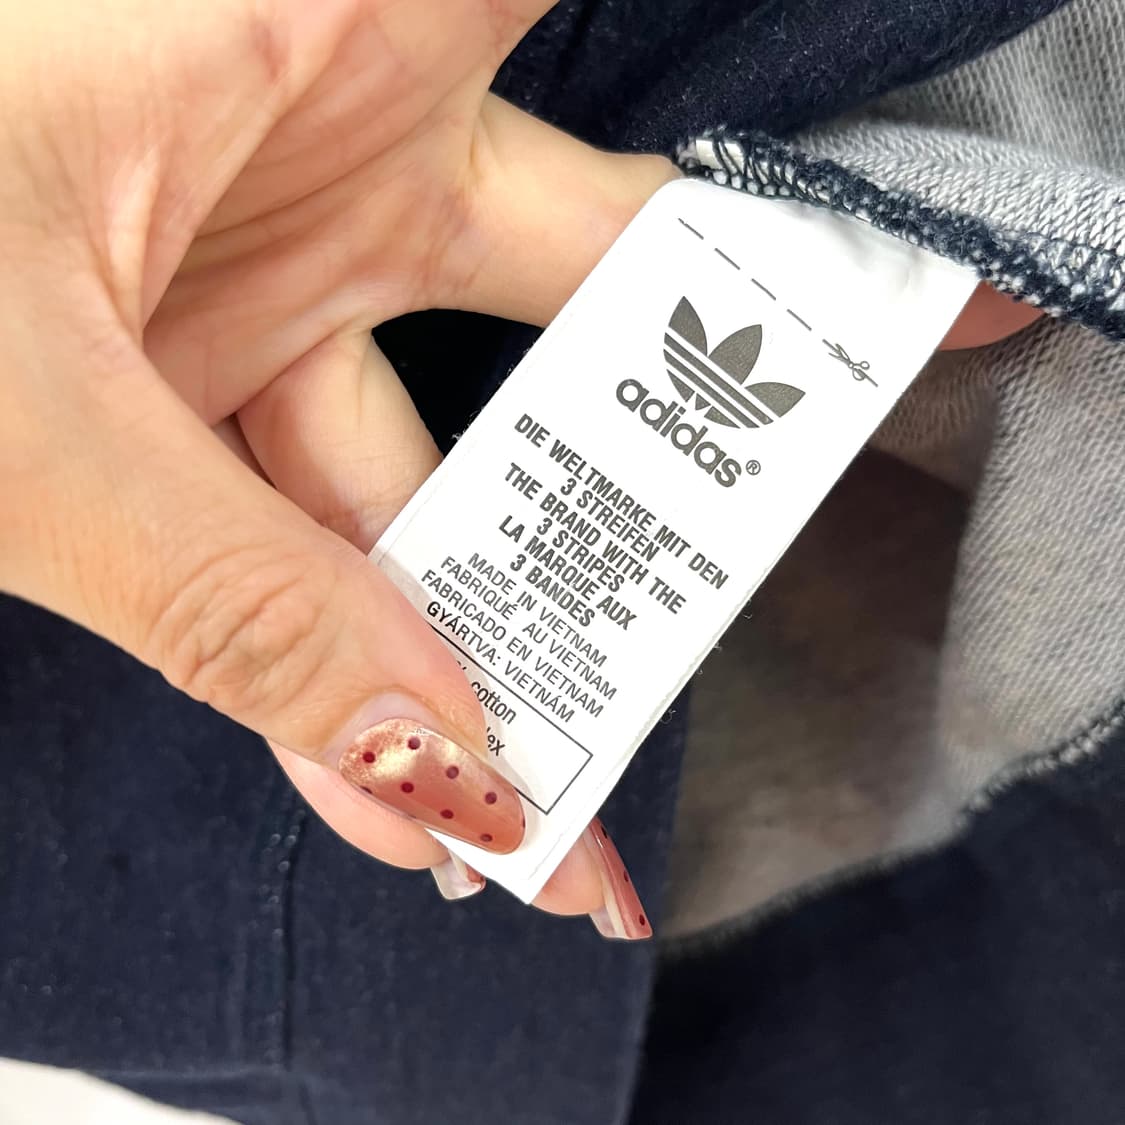 adidas®
DIE WELTMARKE MIT DEN
3 STREIFEN
THE BRAND WITH THE
3 STRIPES
LA MARQUE AUX
3 BANDES
MADE IN VIETNAM
FABRIQUÉ AU VIETNAM
FABRICADO EN VIETNAM
GYÁRTVA: VIETNÁM
% cotton